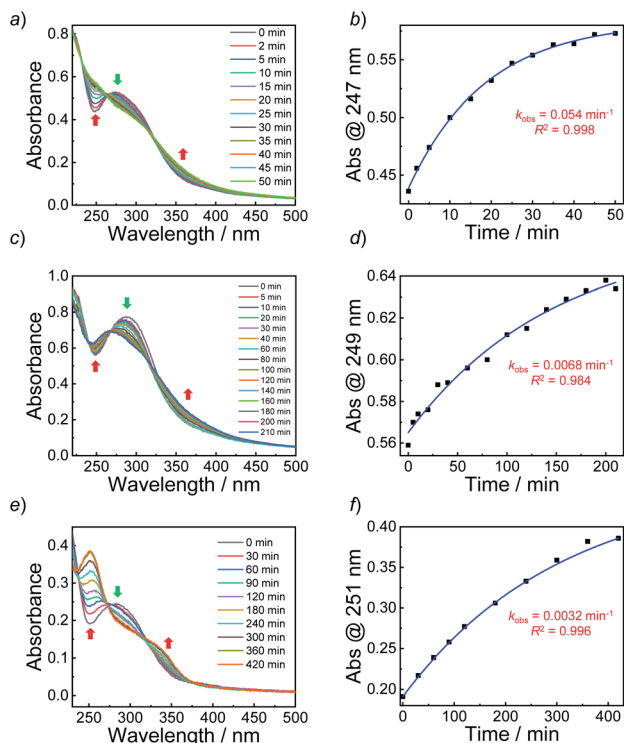 a)
0.8
0.6
0.4
0.2
0.0
Absorbance
250 300 350 400 450 500
Wavelength / nm
0 min
2 min
5 min
10 min
15 min
20 min
25 min
30 min
35 min
40 min
45 min
50 min
b)
0.55
0.50
0.45
Abs @ 247 nm
0 10 20 30 40 50
Time / min
kobs = 0.054 min⁻¹
R² = 0.998
c)
1.0
0.8
0.6
0.4
0.2
0.0
Absorbance
250 300 350 400 450 500
Wavelength / nm
0 min
5 min
10 min
20 min
30 min
40 min
60 min
80 min
100 min
120 min
140 min
160 min
180 min
200 min
210 min
d)
0.64
0.62
0.60
0.58
0.56
Abs @ 249 nm
0 50 100 150 200
Time / min
kobs = 0.0068 min⁻¹
R² = 0.984
e)
0.4
0.3
0.2
0.1
0.0
Absorbance
250 300 350 400 450 500
Wavelength / nm
0 min
30 min
60 min
90 min
120 min
180 min
240 min
300 min
360 min
420 min
f)
0.40
0.35
0.30
0.25
0.20
Abs @ 251 nm
0 100 200 300 400
Time / min
kobs = 0.0032 min⁻¹
R² = 0.996